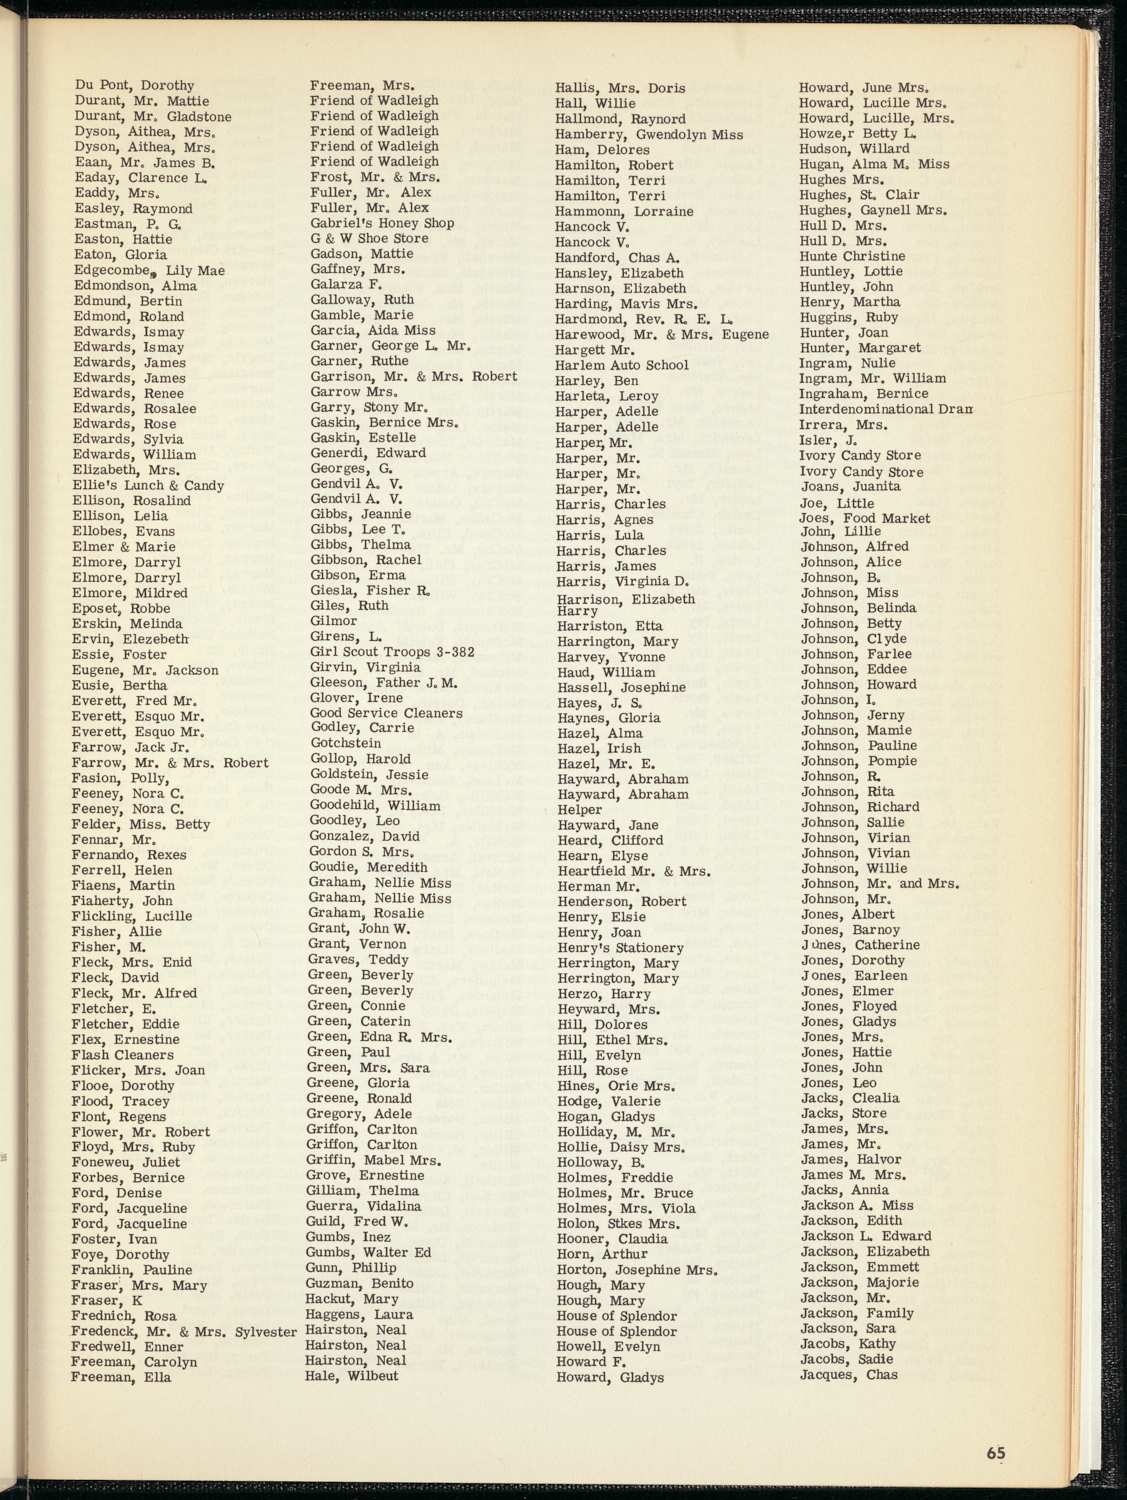 Du Pont, Dorothy
Durant, Mr. Mattie
Durant, Mr. Gladstone
Dyson, Aithea, Mrs.
Dyson, Aithea, Mrs.
Eaan, Mr. James B.
Eaday, Clarence L.
Eaddy, Mrs.
Easley, Raymond
Eastman, P. G.
Easton, Hattie
Eaton, Gloria
Edgecombe, Lily Mae
Edmondson, Alma
Edmund, Bertin
Edmond, Roland
Edwards, Ismay
Edwards, Ismay
Edwards, James
Edwards, James
Edwards, Renee
Edwards, Rosalee
Edwards, Rose
Edwards, Sylvia
Edwards, William
Elizabeth, Mrs.
Ellie's Lunch & Candy
Ellison, Rosalind
Ellison, Lelia
Ellobes, Evans
Elmer & Marie
Elmore, Darryl
Elmore, Darryl
Elmore, Mildred
Eposet, Robbe
Erskin, Melinda
Ervin, Elezebeth
Essie, Foster
Eugene, Mr. Jackson
Eusie, Bertha
Everett, Fred Mr.
Everett, Esquo Mr.
Everett, Esquo Mr.
Farrow, Jack Jr.
Farrow, Mr. & Mrs. Robert
Fasion, Polly,
Feeney, Nora C.
Feeney, Nora C.
Felder, Miss. Betty
Fennar, Mr.
Fernando, Rexes
Ferrell, Helen
Fiaens, Martin
Fiaherty, John
Flickling, Lucille
Fisher, Allie
Fisher, M.
Fleck, Mrs. Enid
Fleck, David
Fleck, Mr. Alfred
Fletcher, E.
Fletcher, Eddie
Flex, Ernestine
Flash Cleaners
Flicker, Mrs. Joan
Flooe, Dorothy
Flood, Tracey
Flont, Regens
Flower, Mr. Robert
Floyd, Mrs. Ruby
Foneweu, Juliet
Forbes, Bernice
Ford, Denise
Ford, Jacqueline
Ford, Jacqueline
Foster, Ivan
Foye, Dorothy
Franklin, Pauline
Fraser, Mrs. Mary
Fraser, K
Frednich, Rosa
Fredenck, Mr. & Mrs. Sylvester
Fredwell, Enner
Freeman, Carolyn
Freeman, Ella
Freeman, Mrs.
Friend of Wadleigh
Friend of Wadleigh
Friend of Wadleigh
Friend of Wadleigh
Friend of Wadleigh
Frost, Mr. & Mrs.
Fuller, Mr. Alex
Fuller, Mr. Alex
Gabriel's Honey Shop
G & W Shoe Store
Gadson, Mattie
Gaffney, Mrs.
Galarza F.
Galloway, Ruth
Gamble, Marie
Garcia, Aida Miss
Garner, George L. Mr.
Garner, Ruthe
Garrison, Mr. & Mrs. Robert
Garrow Mrs.
Garry, Stony Mr.
Gaskin, Bernice Mrs.
Gaskin, Estelle
Generdi, Edward
Georges, G.
Gendvil A. V.
Gendvil A. V.
Gibbs, Jeannie
Gibbs, Lee T.
Gibbs, Thelma
Gibbson, Rachel
Gibson, Erma
Giesla, Fisher R.
Giles, Ruth
Gilmor
Girens, L.
Girl Scout Troops 3-382
Girvin, Virginia
Gleeson, Father J. M.
Glover, Irene
Good Service Cleaners
Godley, Carrie
Gotchstein
Gollop, Harold
Goldstein, Jessie
Goode M. Mrs.
Goodehild, William
Goodley, Leo
Gonzalez, David
Gordon S. Mrs.
Goudie, Meredith
Graham, Nellie Miss
Graham, Nellie Miss
Graham, Rosalie
Grant, John W.
Grant, Vernon
Graves, Teddy
Green, Beverly
Green, Beverly
Green, Connie
Green, Caterin
Green, Edna R. Mrs.
Green, Paul
Green, Mrs. Sara
Greene, Gloria
Greene, Ronald
Gregory, Adele
Griffon, Carlton
Griffon, Carlton
Griffin, Mabel Mrs.
Grove, Ernestine
Gilliam, Thelma
Guerra, Vidalina
Guild, Fred W.
Gumbs, Inez
Gumbs, Walter Ed
Gunn, Phillip
Guzman, Benito
Hackut, Mary
Haggens, Laura
Hairston, Neal
Hairston, Neal
Hairston, Neal
Hale, Wilbeut
Hallis, Mrs. Doris
Hall, Willie
Hallmond, Raynord
Hamberry, Gwendolyn Miss
Ham, Delores
Hamilton, Robert
Hamilton, Terri
Hamilton, Terri
Hammonn, Lorraine
Hancock V.
Hancock V.
Handford, Chas A.
Hansley, Elizabeth
Harnson, Elizabeth
Harding, Mavis Mrs.
Hardmond, Rev. R. E. L.
Harewood, Mr. & Mrs. Eugene
Hargett Mr.
Harlem Auto School
Harley, Ben
Harleta, Leroy
Harper, Adelle
Harper, Adelle
Harper, Mr.
Harper, Mr.
Harper, Mr.
Harper, Mr.
Harris, Charles
Harris, Agnes
Harris, Lula
Harris, Charles
Harris, James
Harris, Virginia D.
Harrison, Elizabeth
Harry
Harriston, Etta
Harrington, Mary
Harvey, Yvonne
Haud, William
Hassell, Josephine
Hayes, J. S.
Haynes, Gloria
Hazel, Alma
Hazel, Irish
Hazel, Mr. E.
Hayward, Abraham
Hayward, Abraham
Helper
Hayward, Jane
Heard, Clifford
Hearn, Elyse
Heartfield Mr. & Mrs.
Herman Mr.
Henderson, Robert
Henry, Elsie
Henry, Joan
Henry's Stationery
Herrington, Mary
Herrington, Mary
Herzo, Harry
Heyward, Mrs.
Hill, Dolores
Hill, Ethel Mrs.
Hill, Evelyn
Hill, Rose
Hines, Orie Mrs.
Hodge, Valerie
Hogan, Gladys
Holliday, M. Mr.
Hollie, Daisy Mrs.
Holloway, B.
Holmes, Freddie
Holmes, Mr. Bruce
Holmes, Mrs. Viola
Holon, Stkes Mrs.
Hooner, Claudia
Horn, Arthur
Horton, Josephine Mrs.
Hough, Mary
Hough, Mary
House of Splendor
House of Splendor
Howell, Evelyn
Howard F.
Howard, Gladys
Howard, June Mrs.
Howard, Lucille Mrs.
Howard, Lucille, Mrs.
Howze,r Betty L.
Hudson, Willard
Hugan, Alma M. Miss
Hughes Mrs.
Hughes, St. Clair
Hughes, Gaynell Mrs.
Hull D. Mrs.
Hull D. Mrs.
Hunte Christine
Huntley, Lottie
Huntley, John
Henry, Martha
Huggins, Ruby
Hunter, Joan
Hunter, Margaret
Ingram, Nulie
Ingram, Mr. William
Ingraham, Bernice
Interdenominational Dram
Irrera, Mrs.
Isler, J.
Ivory Candy Store
Ivory Candy Store
Joans, Juanita
Joe, Little
Joes, Food Market
John, Lillie
Johnson, Alfred
Johnson, Alice
Johnson, B.
Johnson, Miss
Johnson, Belinda
Johnson, Betty
Johnson, Clyde
Johnson, Farlee
Johnson, Eddee
Johnson, Howard
Johnson, I.
Johnson, Jerny
Johnson, Mamie
Johnson, Pauline
Johnson, Pompie
Johnson, R.
Johnson, Rita
Johnson, Richard
Johnson, Sallie
Johnson, Virian
Johnson, Vivian
Johnson, Willie
Johnson, Mr. and Mrs.
Johnson, Mr.
Jones, Albert
Jones, Barnoy
Jones, Catherine
Jones, Dorothy
Jones, Earleen
Jones, Elmer
Jones, Floyed
Jones, Gladys
Jones, Mrs.
Jones, Hattie
Jones, John
Jones, Leo
Jacks, Clealia
Jacks, Store
James, Mrs.
James, Mr.
James, Halvor
James M. Mrs.
Jacks, Annia
Jackson A. Miss
Jackson, Edith
Jackson L. Edward
Jackson, Elizabeth
Jackson, Emmett
Jackson, Majorie
Jackson, Mr.
Jackson, Family
Jackson, Sara
Jacobs, Kathy
Jacobs, Sadie
Jacques, Chas
65